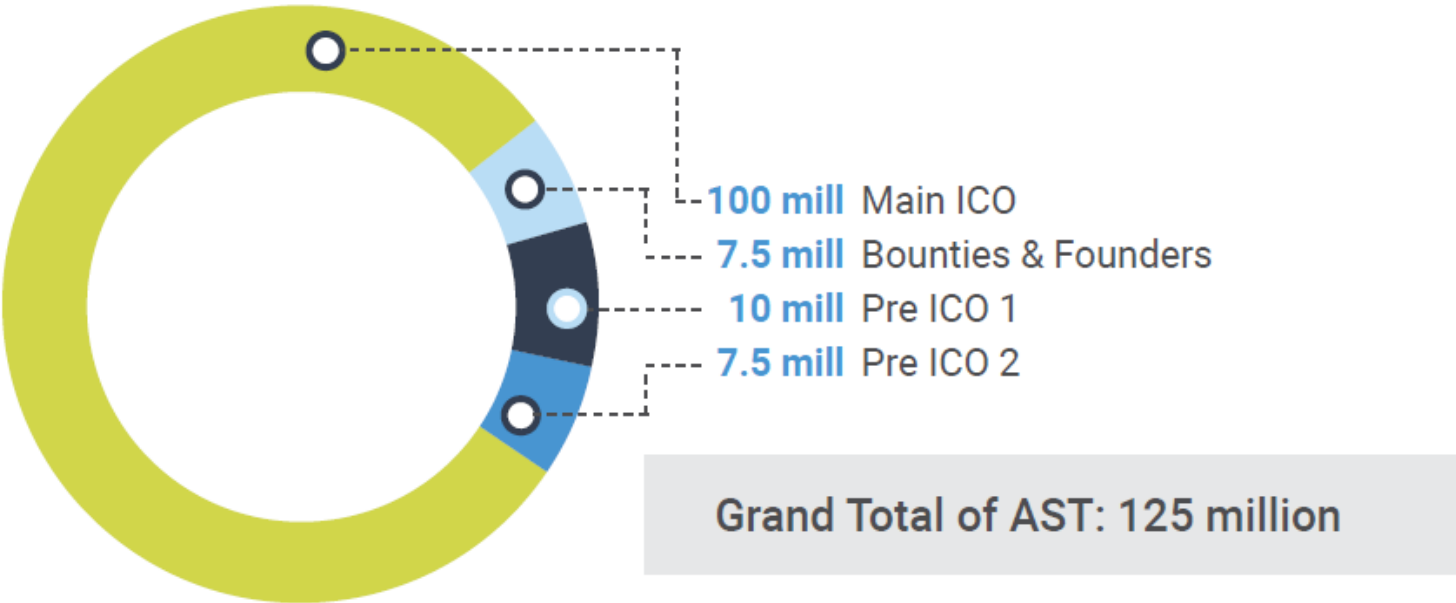 100 mill Main ICO
7.5 mill Bounties & Founders
10 mill Pre ICO 1
7.5 mill Pre ICO 2
Grand Total of AST: 125 million